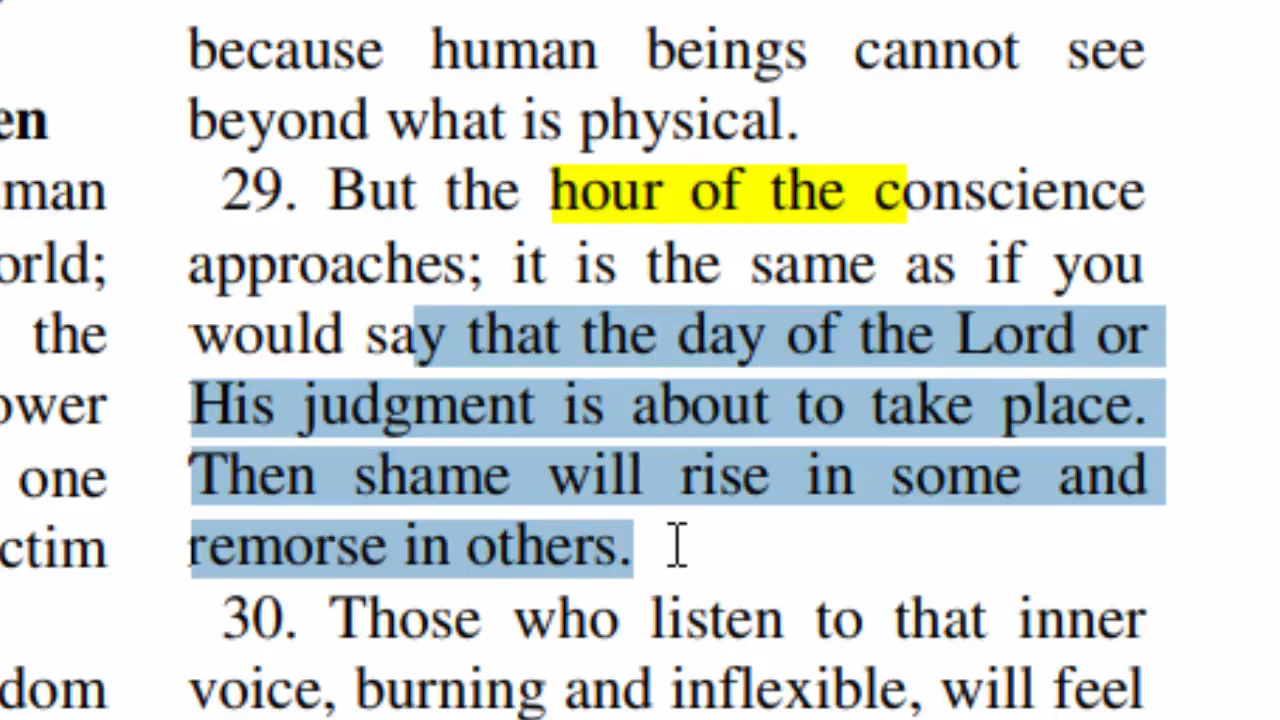 because human beings cannot see
beyond what is physical.
29. But the hour of the conscience
approaches; it is the same as if you
would say that the day of the Lord or
His judgment is about to take place.
Then shame will rise in some and
remorse in others.
30. Those who listen to that inner
voice, burning and inflexible, will feel
man
the
one